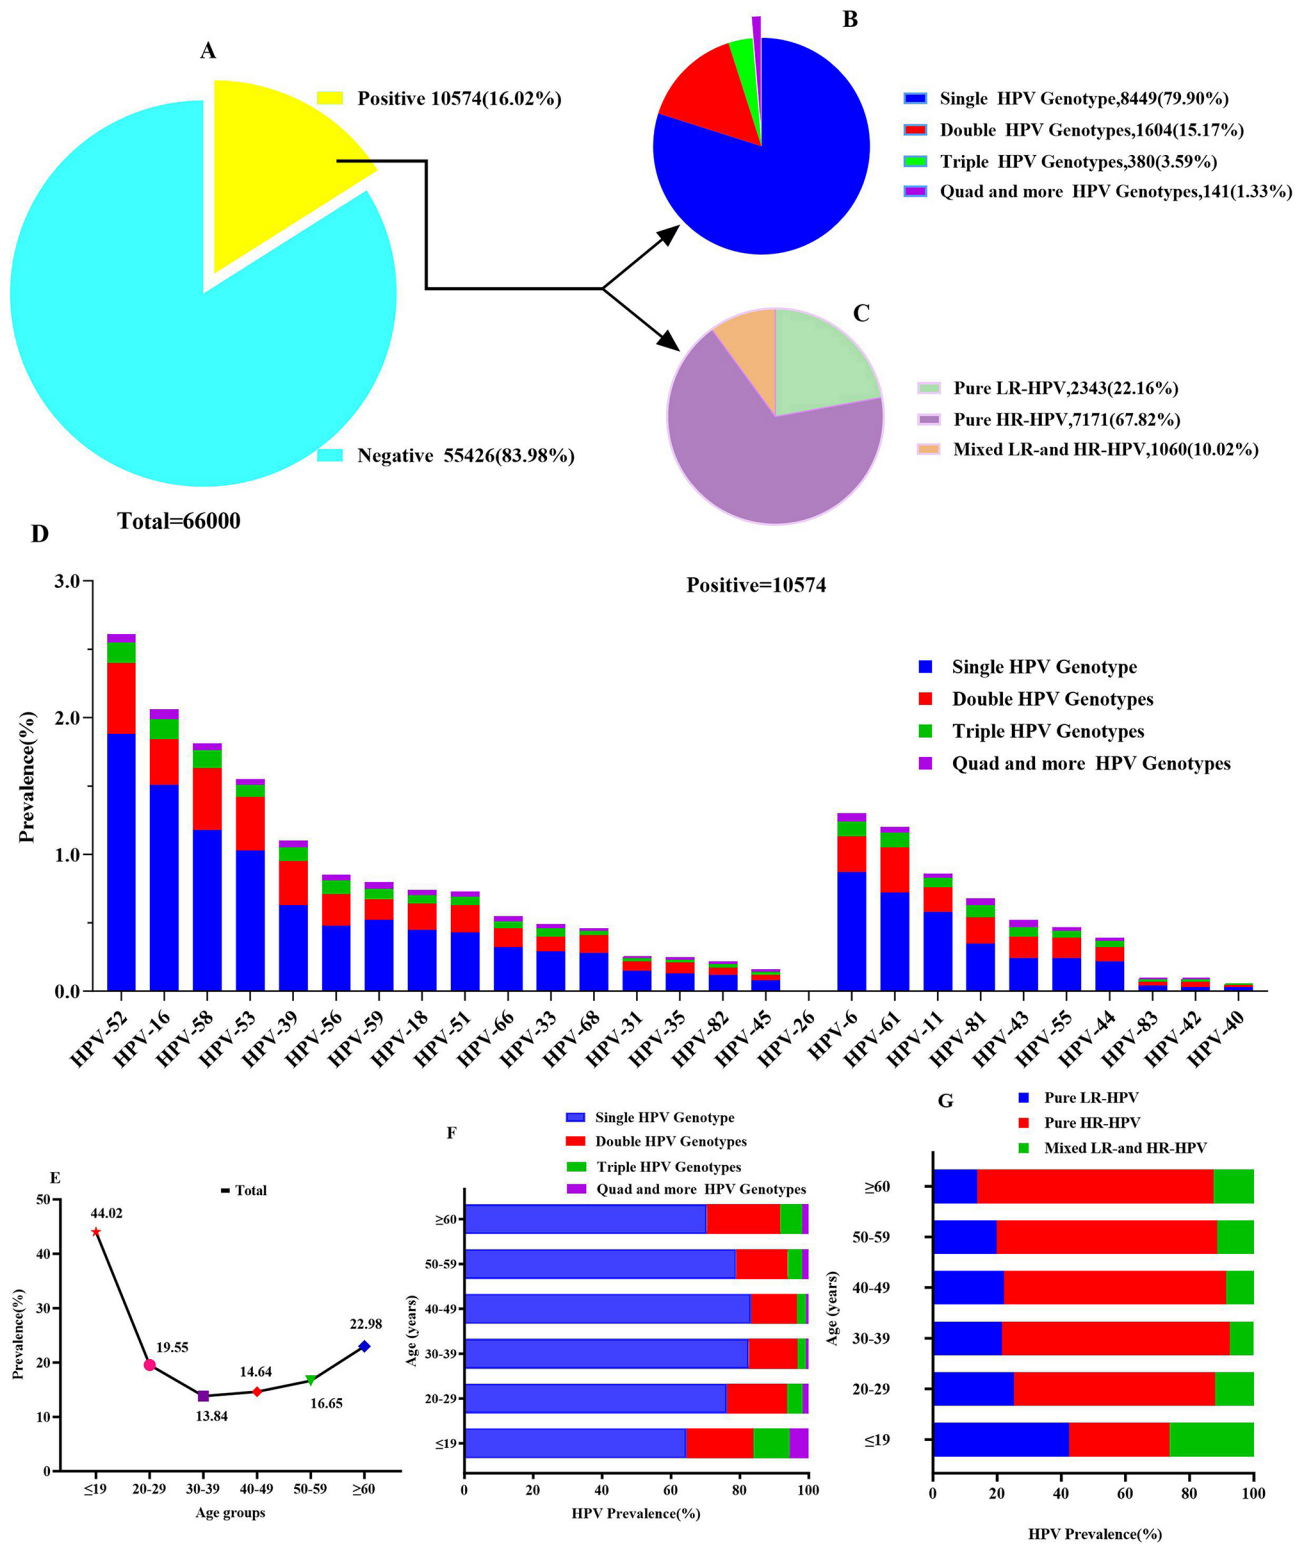 A
Positive 10574(16.02%)
Negative 55426(83.98%)
Total=66000
B
Single HPV Genotype,8449(79.90%)
Double HPV Genotypes,1604(15.17%)
Triple HPV Genotypes,380(3.59%)
Quad and more HPV Genotypes,141(1.33%)
C
Pure LR-HPV,2343(22.16%)
Pure HR-HPV,7171(67.82%)
Mixed LR-and HR-HPV,1060(10.02%)
D
Positive=10574
Single HPV Genotype
Double HPV Genotypes
Triple HPV Genotypes
Quad and more HPV Genotypes
Prevalence(%)
3.0
2.0
1.0
0.0
HPV-52
HPV-16
HPV-58
HPV-53
HPV-39
HPV-56
HPV-59
HPV-18
HPV-51
HPV-66
HPV-33
HPV-68
HPV-31
HPV-35
HPV-82
HPV-45
HPV-26
HPV-6
HPV-61
HPV-11
HPV-81
HPV-43
HPV-55
HPV-44
HPV-83
HPV-42
HPV-40
E
Total
Prevalence(%)
50
40
30
20
10
0
44.02
19.55
13.84
14.64
16.65
22.98
≤19
20-29
30-39
40-49
50-59
≥60
Age groups
F
Single HPV Genotype
Double HPV Genotypes
Triple HPV Genotypes
Quad and more HPV Genotypes
Age (years)
≥60
50-59
40-49
30-39
20-29
≤19
0
20
40
60
80
100
HPV Prevalence(%)
G
Pure LR-HPV
Pure HR-HPV
Mixed LR-and HR-HPV
Age (years)
≥60
50-59
40-49
30-39
20-29
≤19
0
20
40
60
80
100
HPV Prevalence(%)